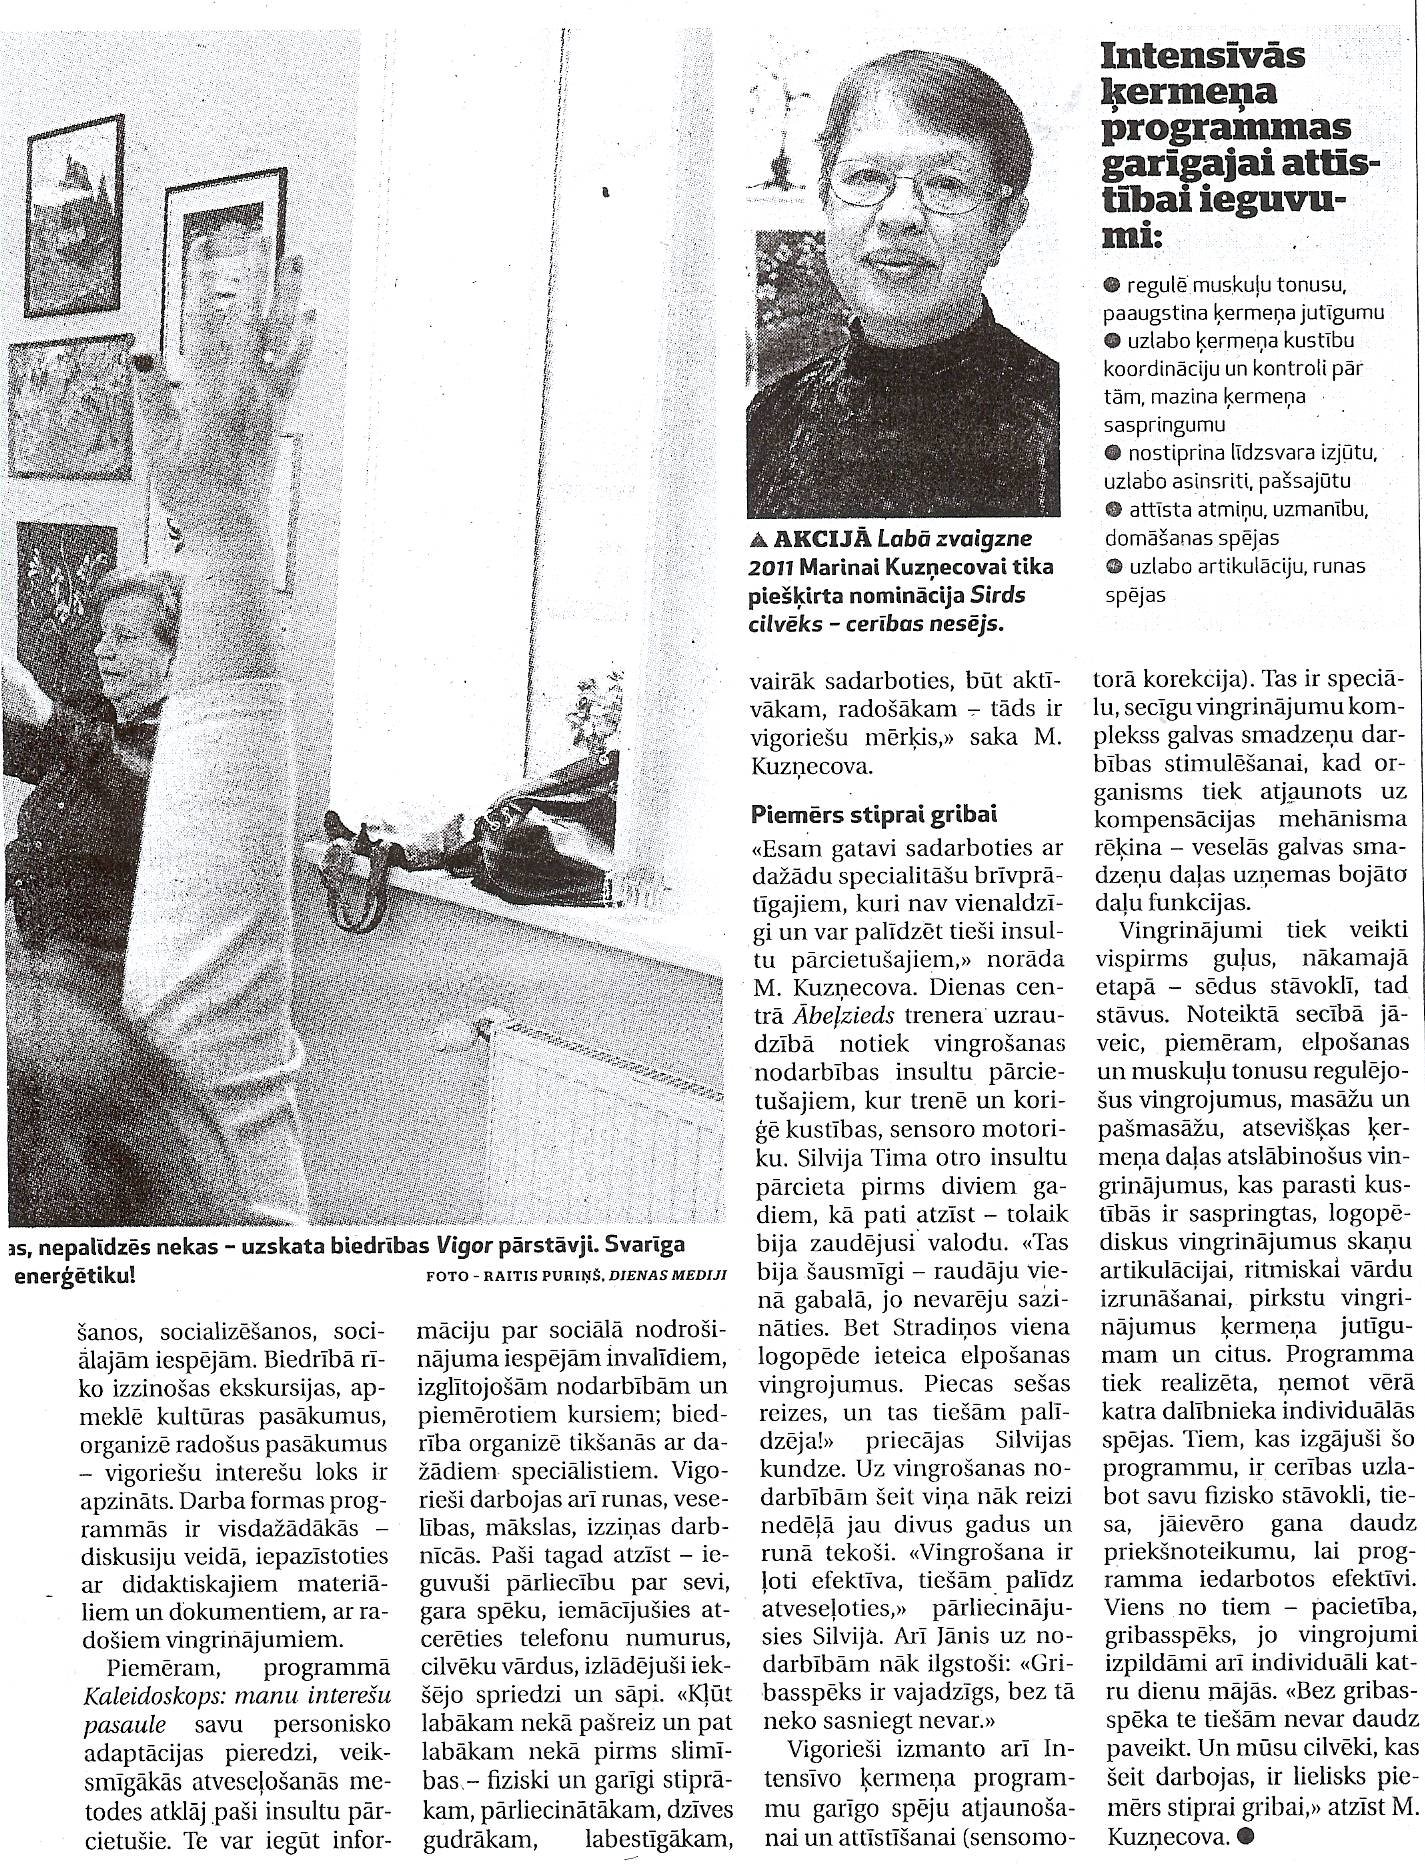 Intensīvās
ķermeņa
programmas
garīgajai attīs-
tībai ieguvu-
mi:
● regulē muskuļu tonusu,
paaugstina ķermeņa jutīgumu
● uzlabo ķermeņa kustību
koordināciju un kontroli pār
tām, mazina ķermeņa
saspringumu
● nostiprina līdzsvara izjūtu,
uzlabo asinsriti, pašsajūtu
● attīsta atmiņu, uzmanību,
domāšanas spējas
● uzlabo artikulāciju, runas
spējas
▲ AKCIJĀ Labā zvaigzne
2011 Marinai Kuzņecovai tika
piešķirta nominācija Sirds
cilvēks – cerības nesējs.
as, nepalīdzēs nekas – uzskata biedrības Vigor pārstāvji. Svarīga
enerģētiku!
FOTO – RAITIS PURIŅŠ, DIENAS MEDIJI
šanos, socializēšanos, soci-
ālajām iespējām. Biedrībā rī-
ko izzinošas ekskursijas, ap-
meklē kultūras pasākumus,
organizē radošus pasākumus
– vigoriešu interešu loks ir
apzināts. Darba formas prog-
rammās ir visdažādākās –
diskusiju veidā, iepazīstoties
ar didaktiskajiem materiā-
liem un dokumentiem, ar ra-
došiem vingrinājumiem.
Piemēram, programmā
Kaleidoskops: manu interešu
pasaule savu personisko
adaptācijas pieredzi, veik-
smīgākās atveseļošanās me-
todes atklāj paši insultu pār-
cietušie. Te var iegūt infor-
māciju par sociālā nodroši-
nājuma iespējām invalīdiem,
izglītojošām nodarbībām un
piemērotiem kursiem; bied-
rība organizē tikšanās ar da-
žādiem speciālistiem. Vigo-
rieši darbojas arī runas, vese-
lības, mākslas, izziņas darb-
nīcās. Paši tagad atzīst – ie-
guvuši pārliecību par sevi,
gara spēku, iemācījušies at-
cerēties telefonu numurus,
cilvēku vārdus, izlādējuši iek-
šējo spriedzi un sāpi. «Kļūt
labākam nekā pašreiz un pat
labākam nekā pirms slimī-
bas – fiziski un garīgi stiprā-
kam, pārliecinātākam, dzīves
gudrākam, labestīgākam,
vairāk sadarboties, būt aktī-
vākam, radošākam – tāds ir
vigoriešu mērķis,» saka M.
Kuzņecova.
Piemērs stiprai gribai
«Esam gatavi sadarboties ar
dažādu specialitāšu brīvprā-
tīgajiem, kuri nav vienaldzī-
gi un var palīdzēt tieši insul-
tu pārcietušajiem,» norāda
M. Kuzņecova. Dienas cen-
trā Ābeļzieds trenera uzrau-
dzībā notiek vingrošanas
nodarbības insultu pārcie-
tušajiem, kur trenē un kori-
ģē kustības, sensoro motori-
ku. Silvija Tima otro insultu
pārcieta pirms diviem ga-
diem, kā pati atzīst – tolaik
bija zaudējusi valodu. «Tas
bija šausmīgi – raudāju vie-
nā gabalā, jo nevarēju sazi-
nāties. Bet Stradiņos viena
logopēde ieteica elpošanas
vingrojumus. Piecas sešas
reizes, un tas tiešām palī-
dzēja!» priecājas Silvijas
kundze. Uz vingrošanas no-
darbībām šeit viņa nāk reizi
nedēļā jau divus gadus un
runā tekoši. «Vingrošana ir
ļoti efektīva, tiešām palīdz
atveseļoties,» pārliecināju-
sies Silvija. Arī Jānis uz no-
darbībām nāk ilgstoši: «Gri-
basspēks ir vajadzīgs, bez tā
neko sasniegt nevar.»
Vigorieši izmanto arī In-
tensīvo ķermeņa program-
mu garīgo spēju atjaunoša-
nai un attīstīšanai (sensomo-
torā korekcija). Tas ir speciā-
lu, secīgu vingrinājumu kom-
plekss galvas smadzeņu dar-
bības stimulēšanai, kad or-
ganisms tiek atjaunots uz
kompensācijas mehānisma
rēķina – veselās galvas sma-
dzeņu daļas uzņemas bojāto
daļu funkcijas.
Vingrinājumi tiek veikti
vispirms guļus, nākamajā
etapā – sēdus stāvoklī, tad
stāvus. Noteiktā secībā jā-
veic, piemēram, elpošanas
un muskuļu tonusu regulējo-
šus vingrojumus, masāžu un
pašmasāžu, atsevišķas ķer-
meņa daļas atslābinošus vin-
grinājumus, kas parasti kus-
tībās ir saspringtas, logopē-
diskus vingrinājumus skaņu
artikulācijai, ritmiskai vārdu
izrunāšanai, pirkstu vingri-
nājumus ķermeņa jutīgu-
mam un citus. Programma
tiek realizēta, ņemot vērā
katra dalībnieka individuālās
spējas. Tiem, kas izgājuši šo
programmu, ir cerības uzla-
bot savu fizisko stāvokli, tie-
sa, jāievēro gana daudz
priekšnoteikumu, lai prog-
ramma iedarbotos efektīvi.
Viens no tiem – pacietība,
gribasspēks, jo vingrojumi
izpildāmi arī individuāli kat-
ru dienu mājās. «Bez gribas-
spēka te tiešām nevar daudz
paveikt. Un mūsu cilvēki, kas
šeit darbojas, ir lielisks pie-
mērs stiprai gribai,» atzīst M.
Kuzņecova. ●